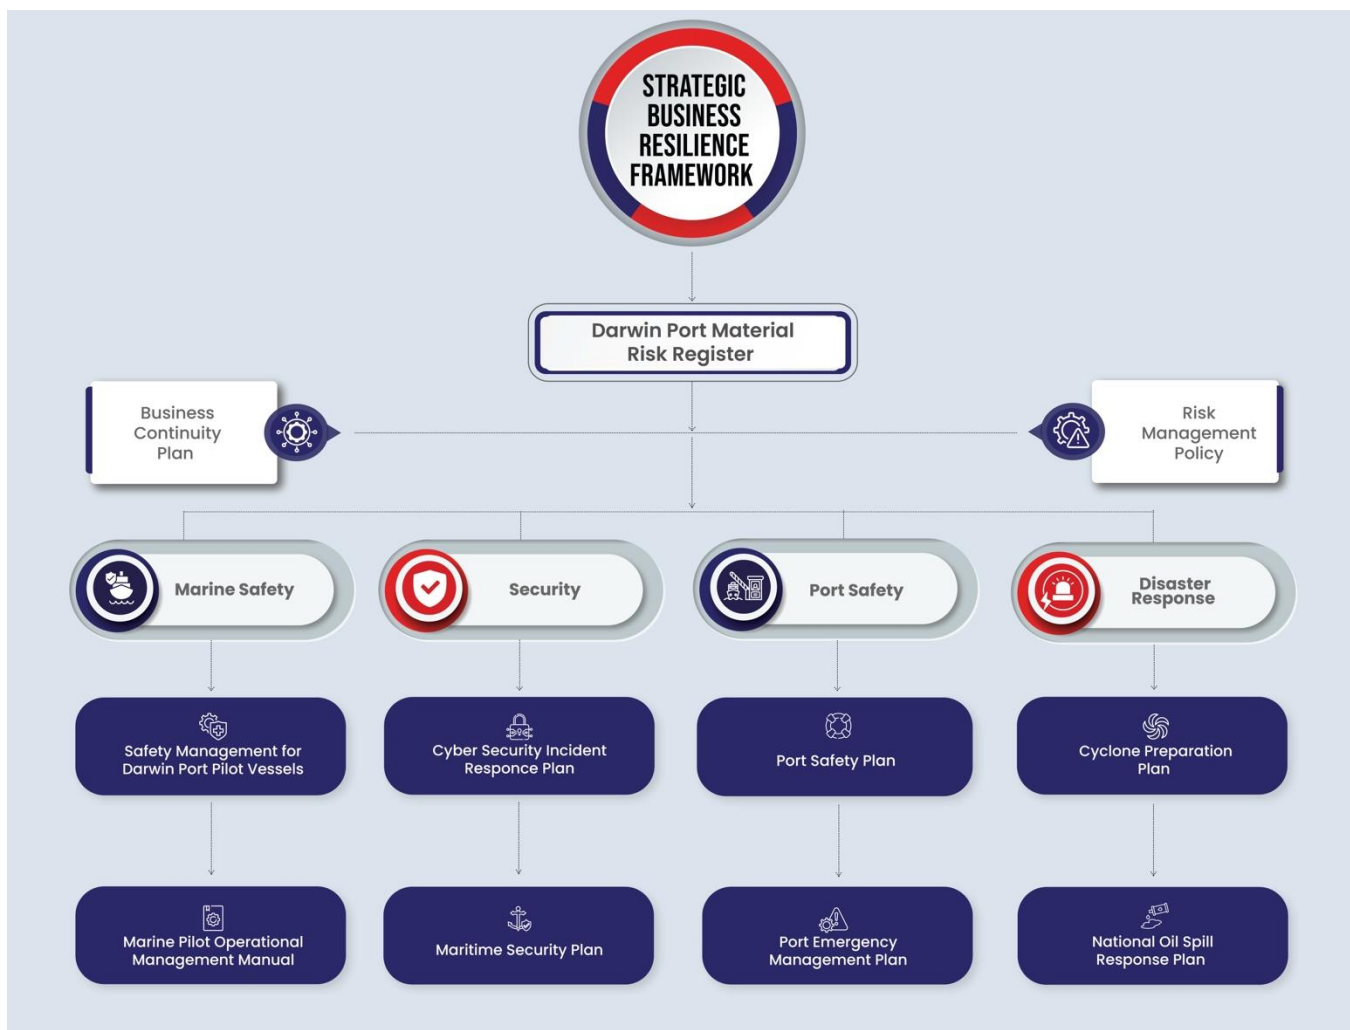 STRATEGIC
BUSINESS
RESILIENCE
FRAMEWORK
Darwin Port Material
Risk Register
Business
Continuity
Plan
Risk
Management
Policy
Marine Safety
Security
Port Safety
Disaster
Response
Safety Management for
Darwin Port Pilot Vessels
Cyber Security Incident
Responce Plan
Port Safety Plan
Cyclone Preparation
Plan
Marine Pilot Operational
Management Manual
Maritime Security Plan
Port Emergency
Management Plan
National Oil Spill
Response Plan